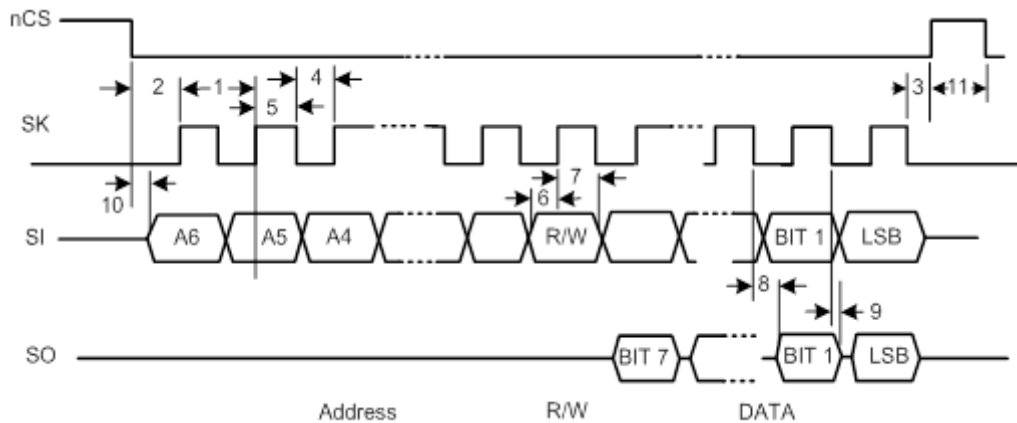 nCS
2 1 5 4 3 11
SK
10 6 7
SI A6 A5 A4 R/W BIT 1 LSB
8 9
SO BIT 7 BIT 1 LSB
Address R/W DATA